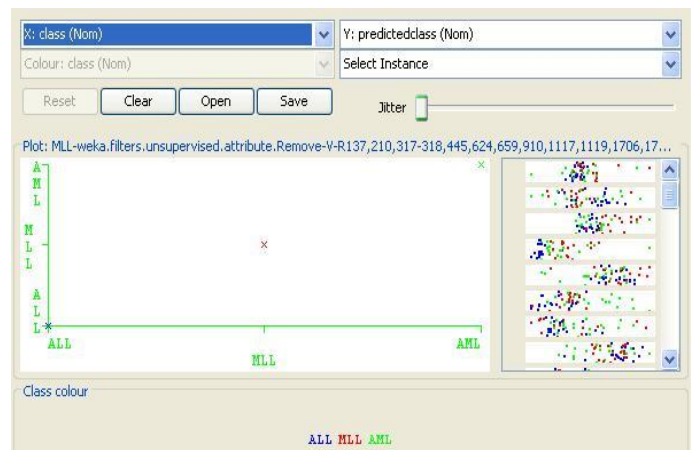 X: class (Nom)
Y: predictedclass (Nom)
Colour: class (Nom)
Select Instance
Reset
Clear
Open
Save
Jitter
Plot: MLL-weka.filters.unsupervised.attribute.Remove-V-R137,210,317-318,445,624,659,910,1117,1119,1706,17...
AML
MLL
ALL
ALL
MLL
AML
Class colour
ALL MLL AML